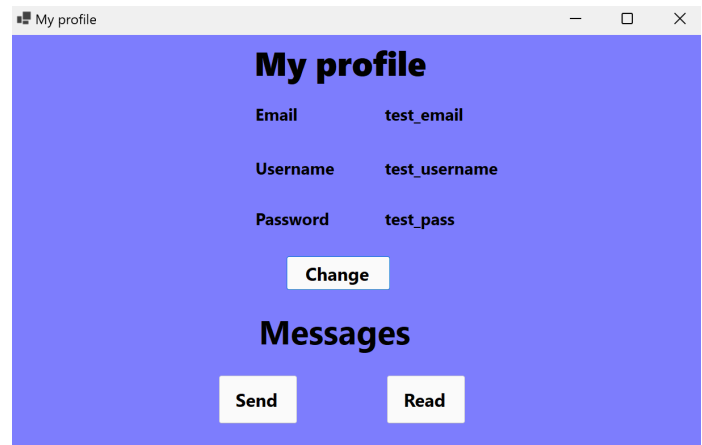 My profile
My profile
Email test_email
Username test_username
Password test_pass
Change
Messages
Send Read